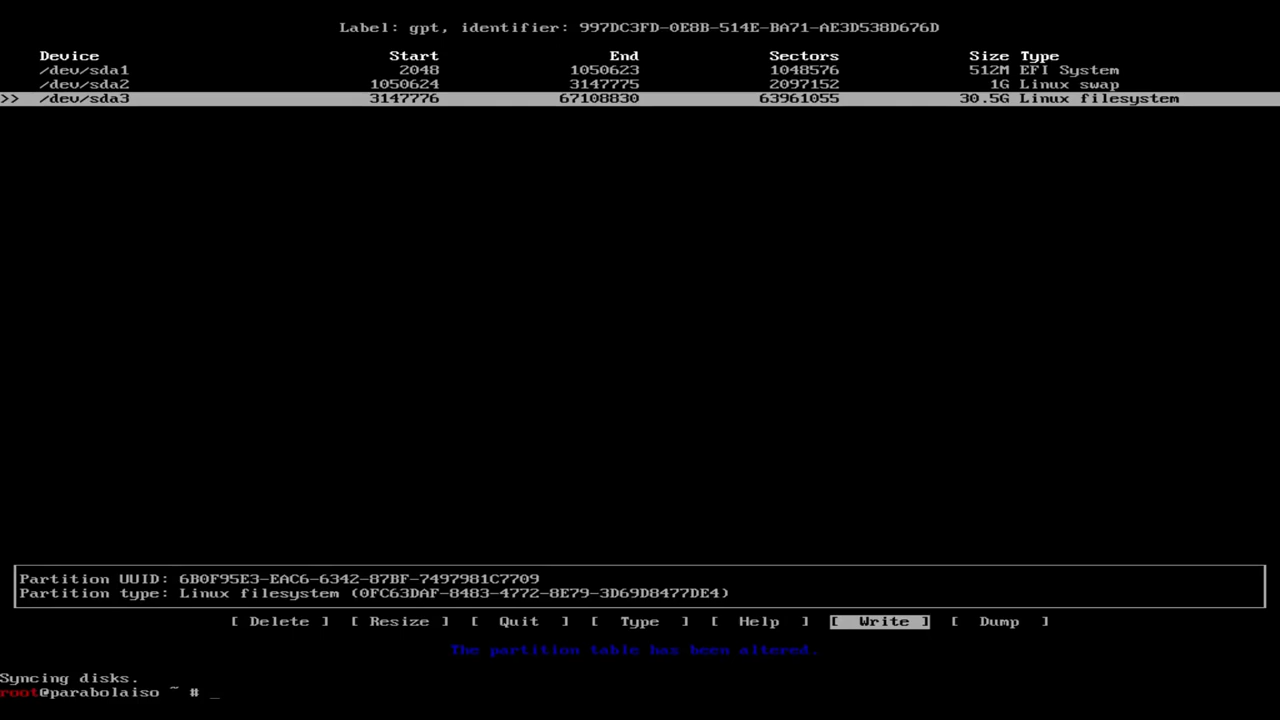 Label: gpt, identifier: 997DC3FD-0E8B-514E-BA71-AE3D538D676D
Device Start End Sectors Size Type
/dev/sda1 2048 1050623 1048576 512M EFI System
/dev/sda2 1050624 3147775 2097152 1G Linux swap
>> /dev/sda3 3147776 67108830 63961055 30.5G Linux filesystem
Partition UUID: 6B0F95E3-EAC6-6342-87BF-7497981C7709
Partition type: Linux filesystem (0FC63DAF-8483-4772-8E79-3D69D8477DE4)
[ Delete ] [ Resize ] [ Quit ] [ Type ] [ Help ] [ Write ] [ Dump ]
The partition table has been altered.
Syncing disks.
root@parabolaiso ~ # _